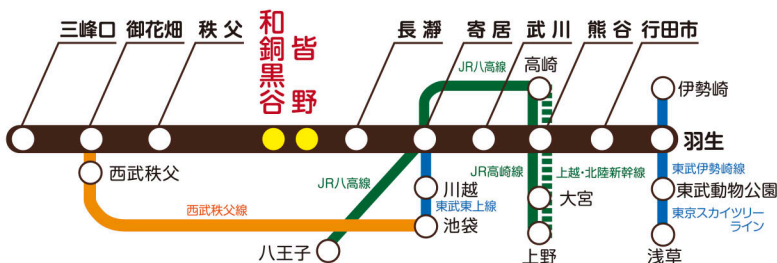 三峰口
御花畑
秩父
和銅黒谷
皆野
長瀞
寄居
武川
熊谷
行田市
JR八高線
高崎
伊勢崎
羽生
西武秩父
JR八高線
川越
東武東上線
JR高崎線
上越・北陸新幹線
東武伊勢崎線
大宮
東武動物公園
西武秩父線
池袋
東京スカイツリー
ライン
八王子
上野
浅草